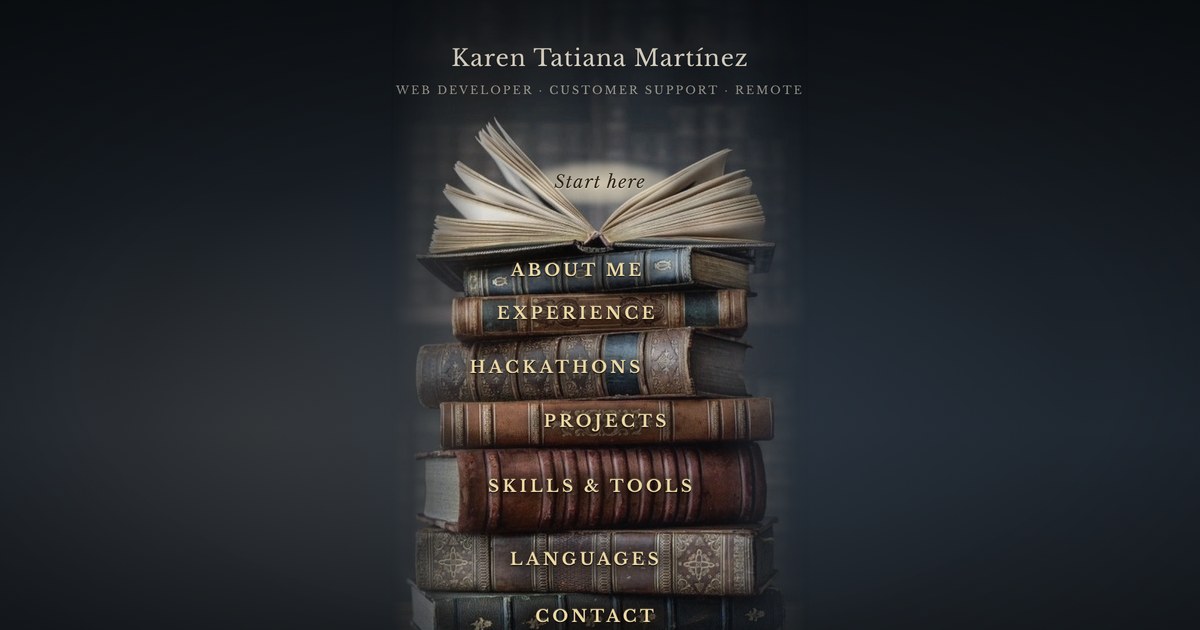 Karen Tatiana Martínez
WEB DEVELOPER · CUSTOMER SUPPORT · REMOTE
Start here
ABOUT ME
EXPERIENCE
HACKATHONS
PROJECTS
SKILLS & TOOLS
LANGUAGES
CONTACT